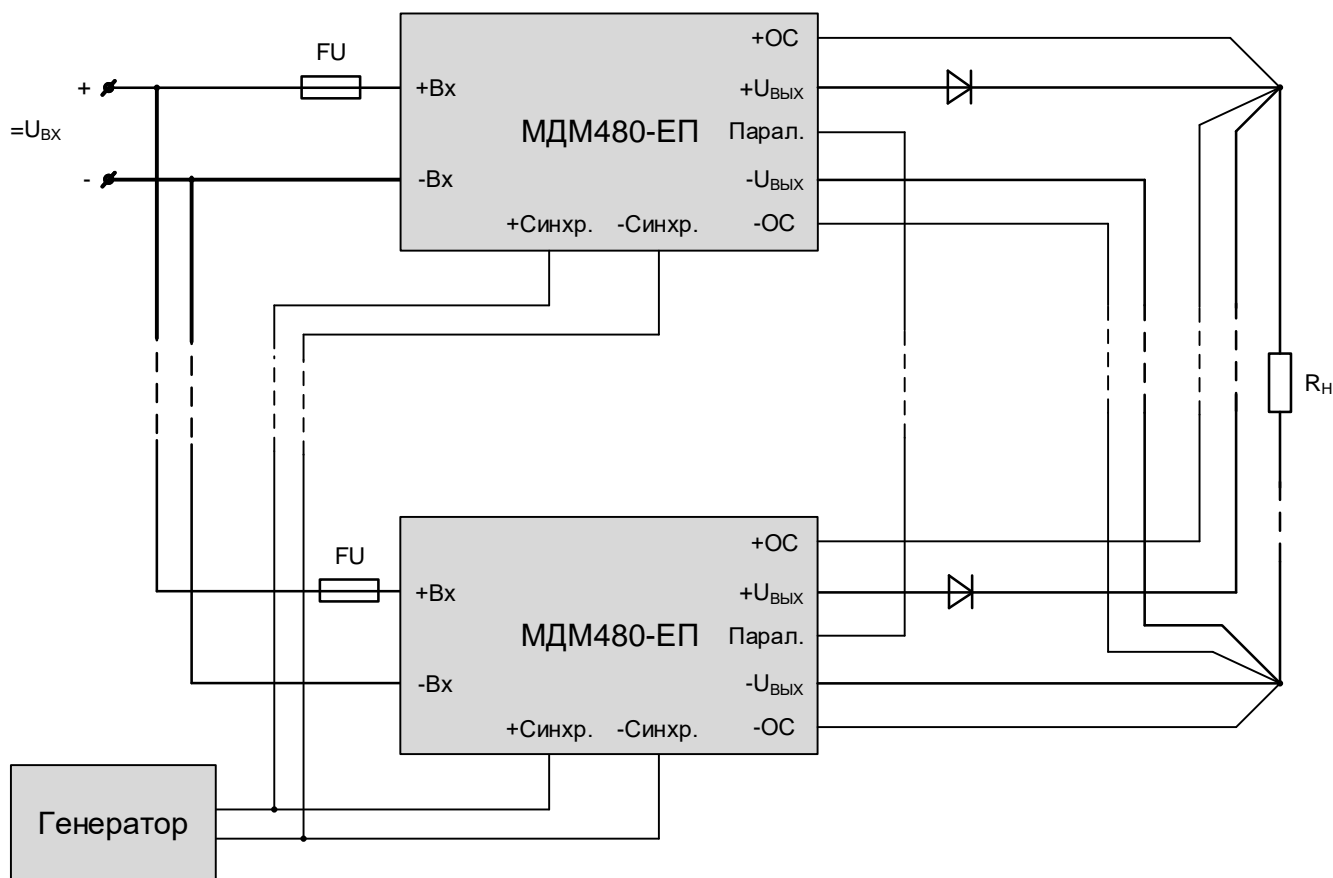 FU
+ОС
+
+Вх
+UВЫХ
=UВХ
МДМ480-ЕП
Парал.
-
-Вх
-UВЫХ
+Синхр.
-Синхр.
-ОС
RН
FU
+ОС
+Вх
+UВЫХ
МДМ480-ЕП
Парал.
-Вх
-UВЫХ
+Синхр.
-Синхр.
-ОС
Генератор